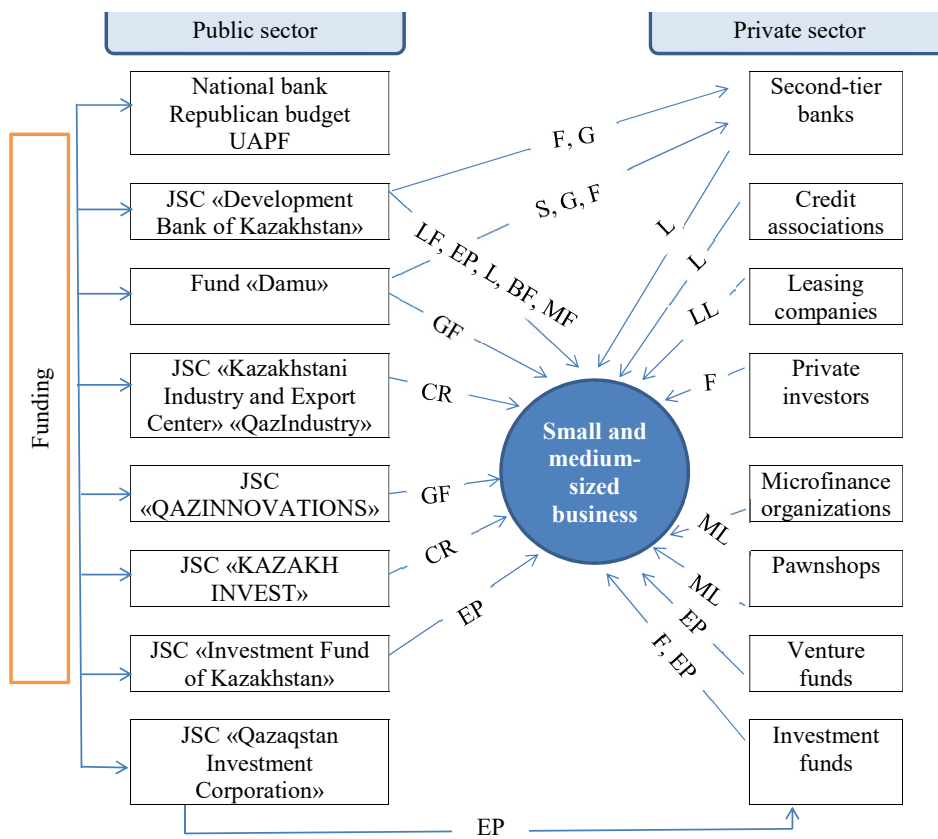 Public sector
Private sector
Funding
National bank
Republican budget
UAPF
JSC «Development
Bank of Kazakhstan»
Fund «Damu»
JSC «Kazakhstani
Industry and Export
Center» «QazIndustry»
JSC
«QAZINNOVATIONS»
JSC «KAZAKH
INVEST»
JSC «Investment Fund
of Kazakhstan»
JSC «Qazaqstan
Investment
Corporation»
F, G
S, G, F
LF, EP, L, BF, MF
GF
CR
GF
CR
EP
Small and
medium-
sized
business
L
L
LL
F
ML
ML
EP
F, EP
Second-tier
banks
Credit
associations
Leasing
companies
Private
investors
Microfinance
organizations
Pawnshops
Venture
funds
Investment
funds
EP